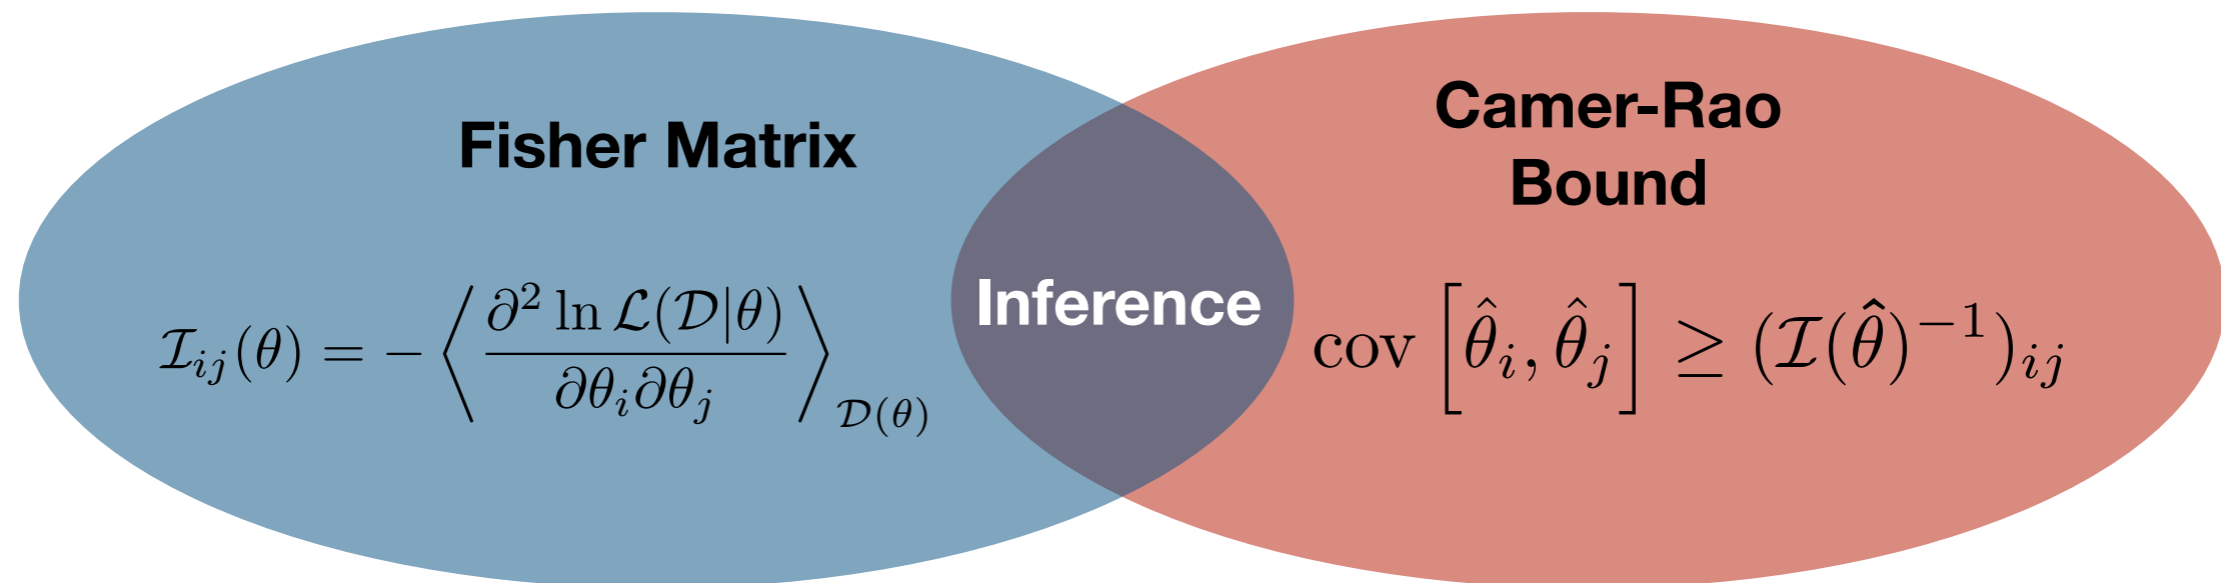 Fisher Matrix
$\mathcal{I}_{ij}(\theta) = -\left\langle \frac{\partial^2 \ln \mathcal{L}(\mathcal{D}|\theta)}{\partial\theta_i \partial\theta_j} \right\rangle_{\mathcal{D}(\theta)}$
Inference
Camer-Rao
Bound
$\mathrm{cov}\left[\hat{\theta}_i, \hat{\theta}_j\right] \geq (\mathcal{I}(\hat{\theta})^{-1})_{ij}$